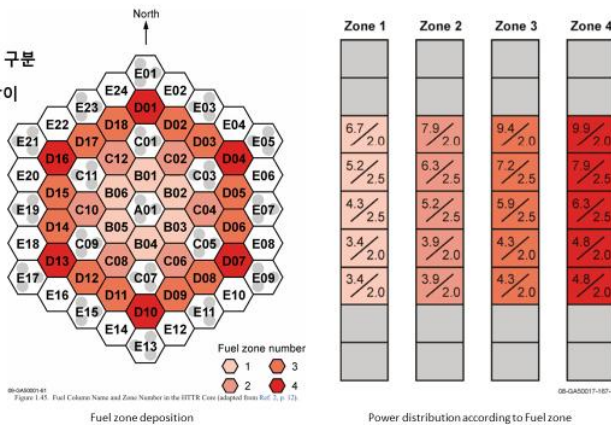 North
구분
E01
E24 E02
E23 D01 E03
E22 D18 D02 E04
E21 D17 C01 D03 E05
D16 C12 C02 D04
E20 C11 B01 C03 E06
D15 B06 B02 D05
E19 C10 A01 C04 E07
D14 B05 B03 D06
E18 C09 B04 C05 E08
D13 C08 C06 D07
E17 D12 C07 D08 E09
E16 D11 D09 E10
E15 D10 E11
E14 E12
E13
Fuel zone number
1 3
2 4
08-GA50001-61
Figure 1.45. Fuel Column Name and Zone Number in the HTTR Core (adapted from Ref. 2, p. 12).
Fuel zone deposition
Zone 1 Zone 2 Zone 3 Zone 4
6.7/2.0 7.9/2.0 9.4/2.0 9.9/2.0
5.2/2.5 6.3/2.5 7.2/2.5 7.9/2.5
4.3/2.5 5.2/2.5 5.9/2.5 6.3/2.5
3.4/2.0 3.9/2.0 4.3/2.0 4.8/2.0
3.4/2.0 3.9/2.0 4.3/2.0 4.8/2.0
08-GA50017-167-
Power distribution according to Fuel zone